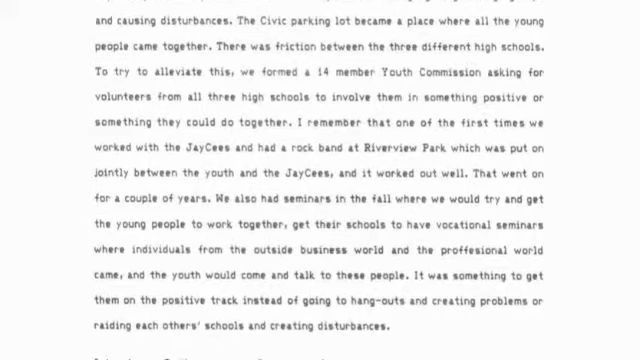 and causing disturbances. The Civic parking lot became a place where all the young
people came together. There was friction between the three different high schools.
To try to alleviate this, we formed a 14 member Youth Commission asking for
volunteers from all three high schools to involve them in something positive or
something they could do together. I remember that one of the first times we
worked with the JayCees and had a rock band at Riverview Park which was put on
jointly between the youth and the JayCees, and it worked out well. That went on
for a couple of years. We also had seminars in the fall where we would try and get
the young people to work together, get their schools to have vocational seminars
where individuals from the outside business world and the proffesional world
came, and the youth would come and talk to these people. It was something to get
them on the positive track instead of going to hang-outs and creating problems or
raiding each others' schools and creating disturbances.